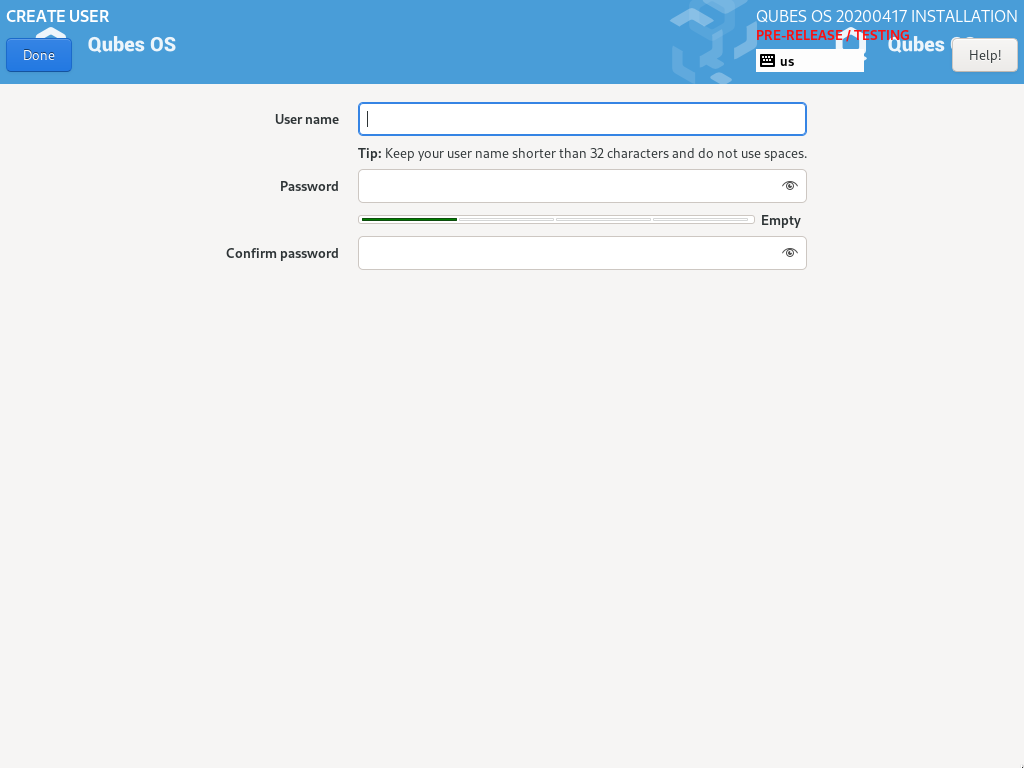 CREATE USER
QUBES OS 20200417 INSTALLATION
PRE-RELEASE / TESTING
Qubes OS
Qubes
Done
us
Help!
User name
Tip: Keep your user name shorter than 32 characters and do not use spaces.
Password
Empty
Confirm password